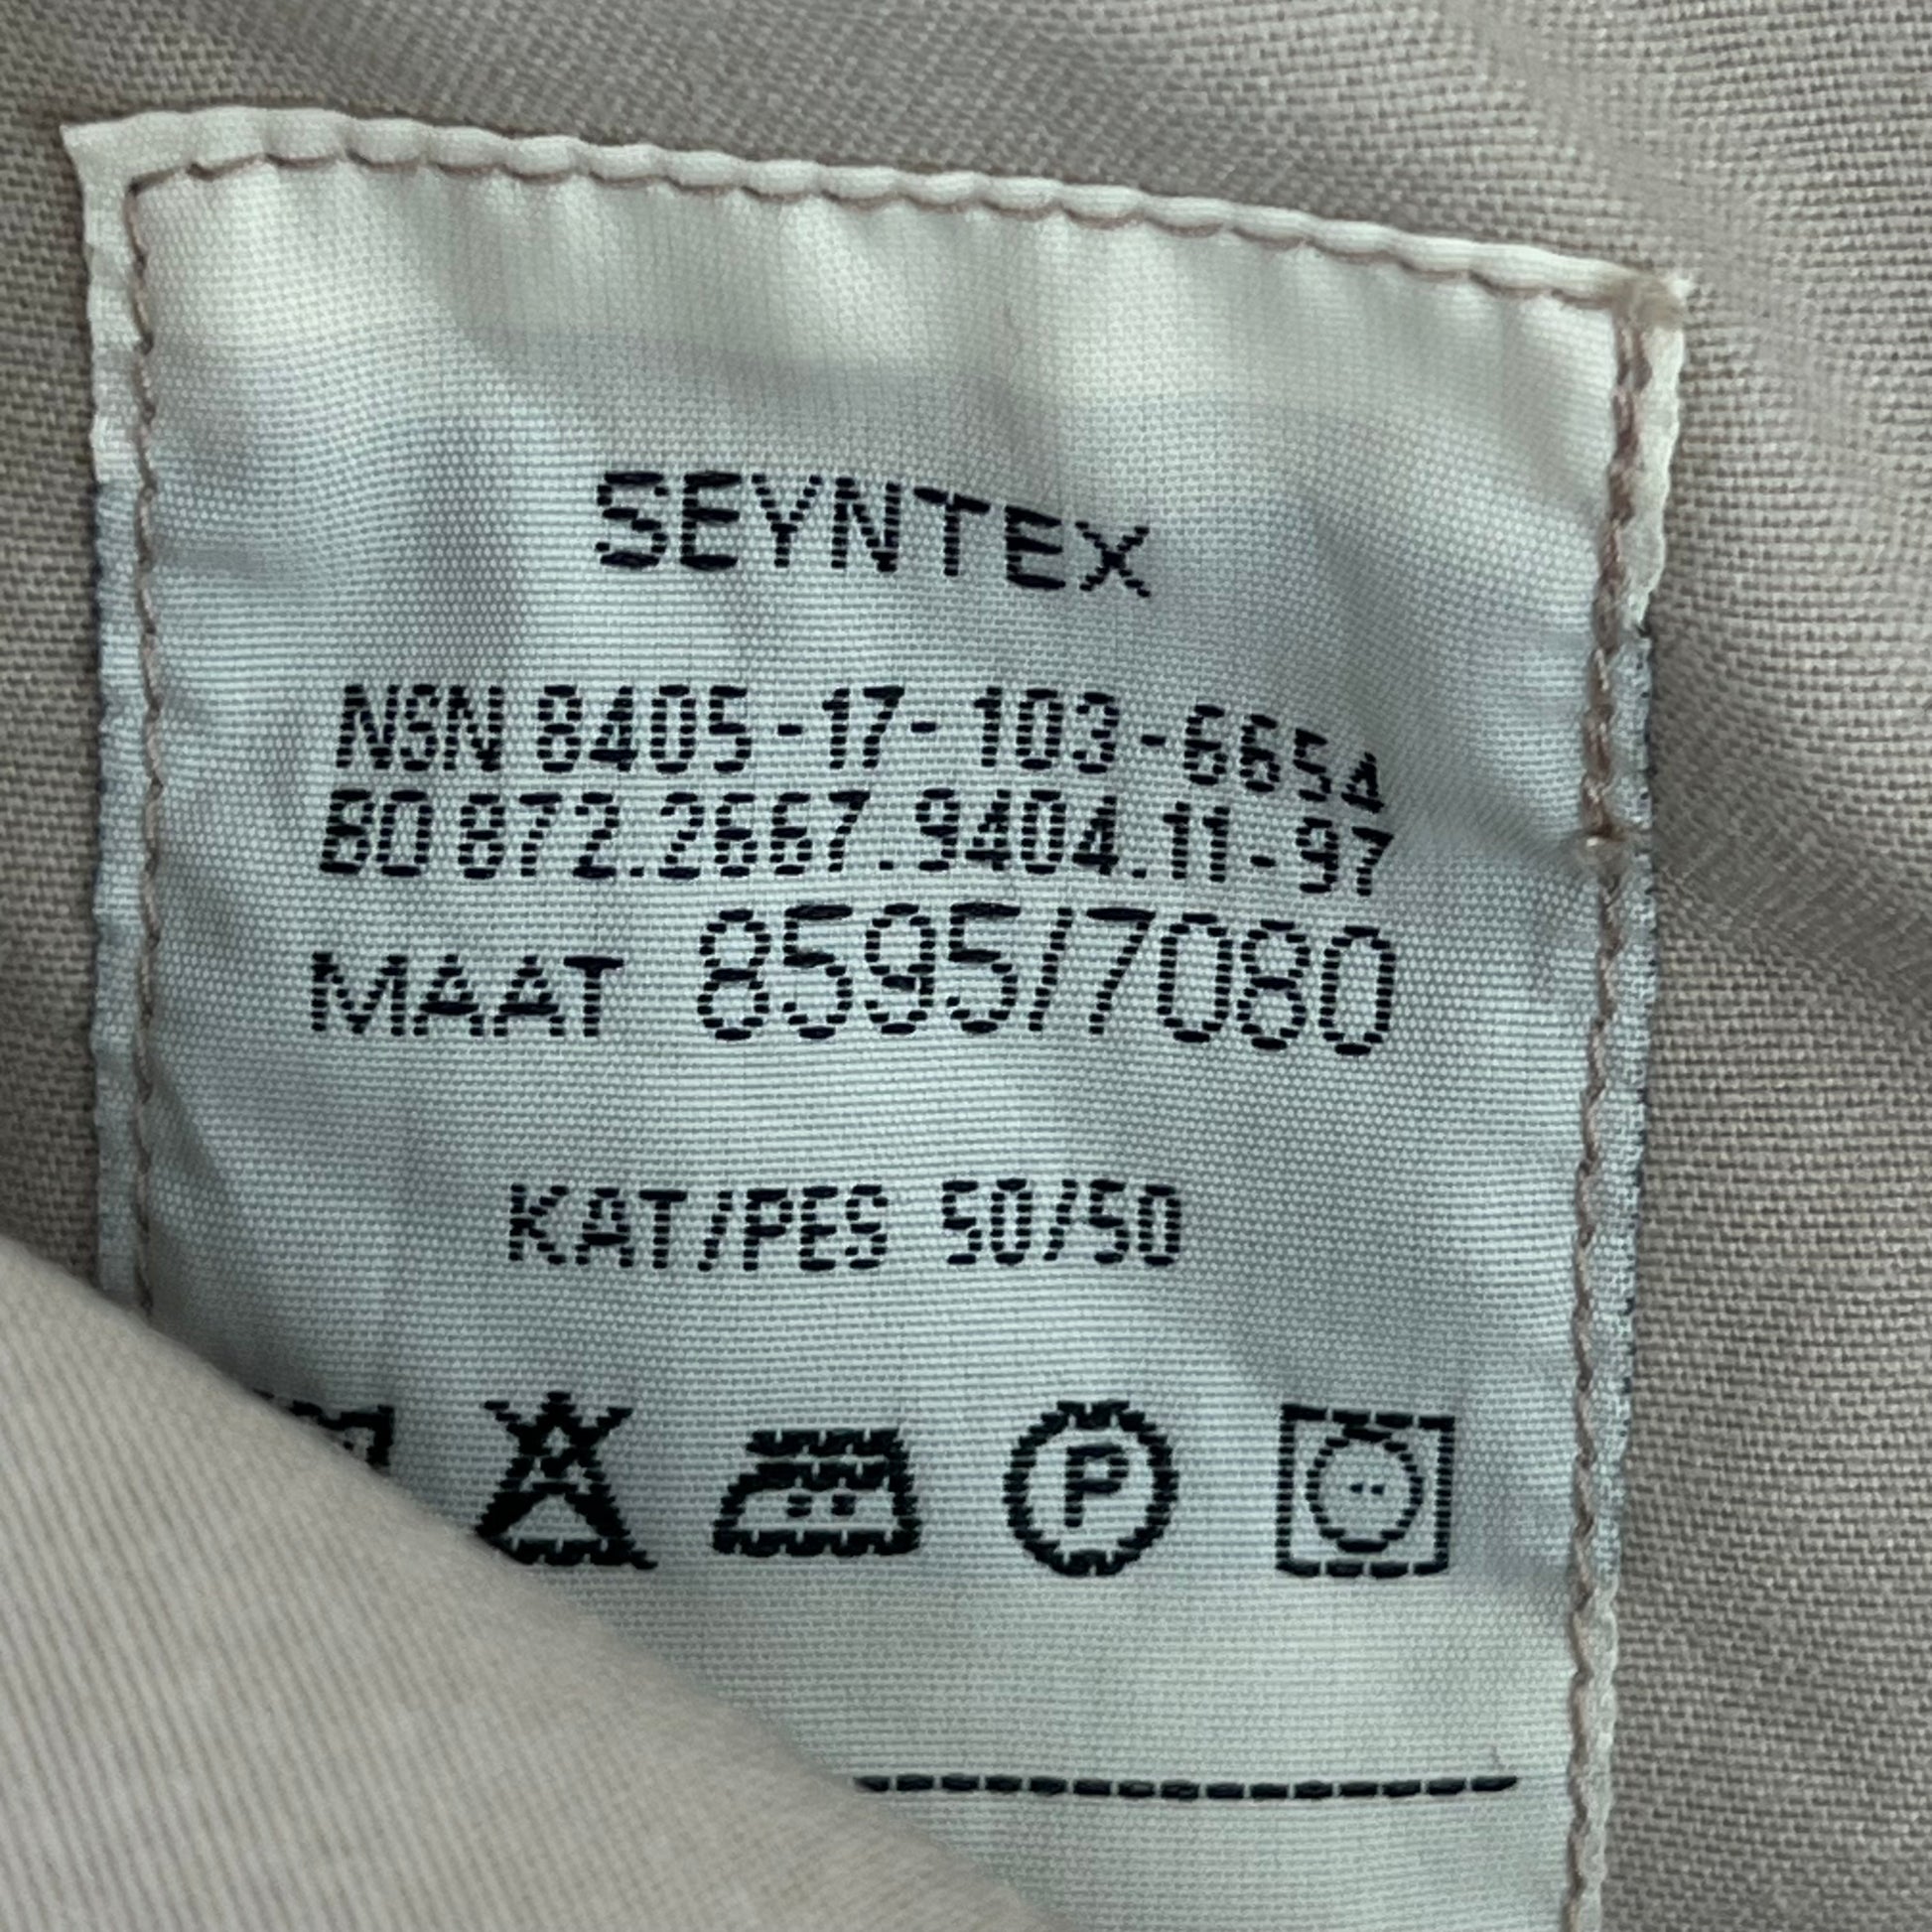 SEYNTEX
NSN 8405-17-103-6654
BO 872.2667.9404.11-97
MAAT 8595/7080
KAT/PES 50/50
P